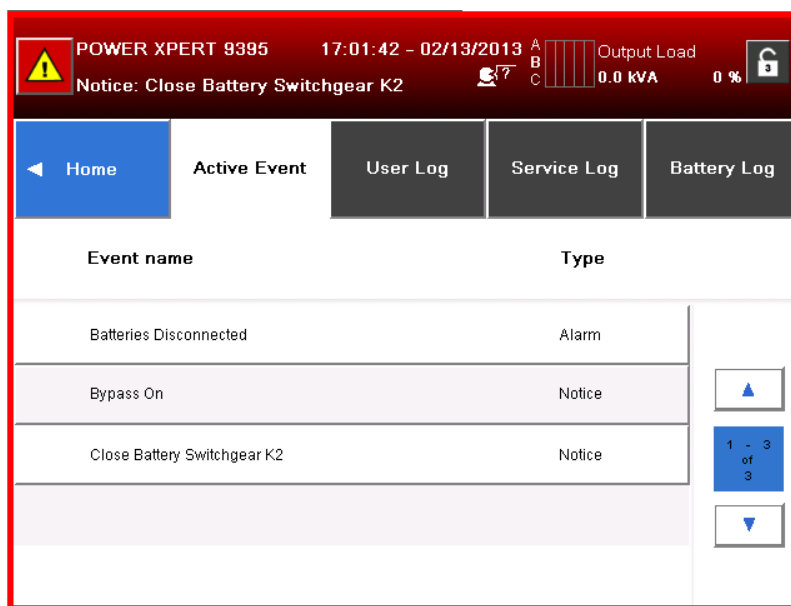 POWER XPERT 9395 17:01:42 - 02/13/2013 A Output Load
B
Notice: Close Battery Switchgear K2 ? C 0.0 kVA 0 % 3
Home Active Event User Log Service Log Battery Log
Event name Type
Batteries Disconnected Alarm
Bypass On Notice
Close Battery Switchgear K2 Notice
1 - 3
of
3